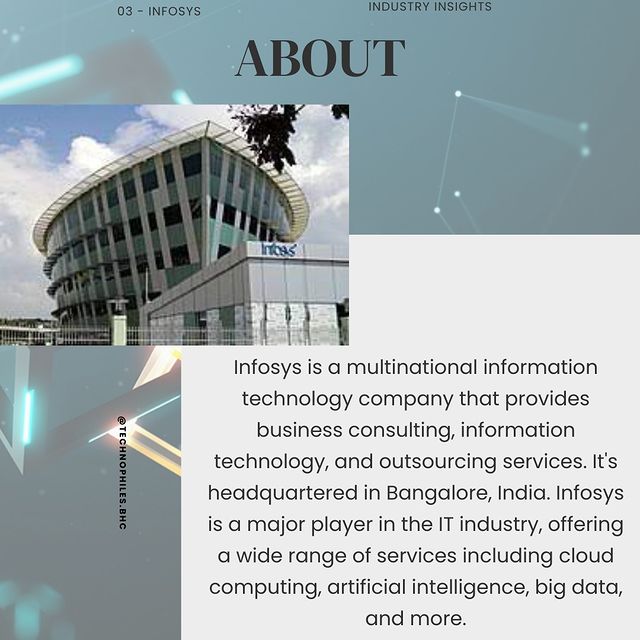 03 - INFOSYS
INDUSTRY INSIGHTS
ABOUT
Infosys
Infosys is a multinational information
technology company that provides
business consulting, information
technology, and outsourcing services. It's
headquartered in Bangalore, India. Infosys
is a major player in the IT industry, offering
a wide range of services including cloud
computing, artificial intelligence, big data,
and more.
@TECHNOPHILES.BHC